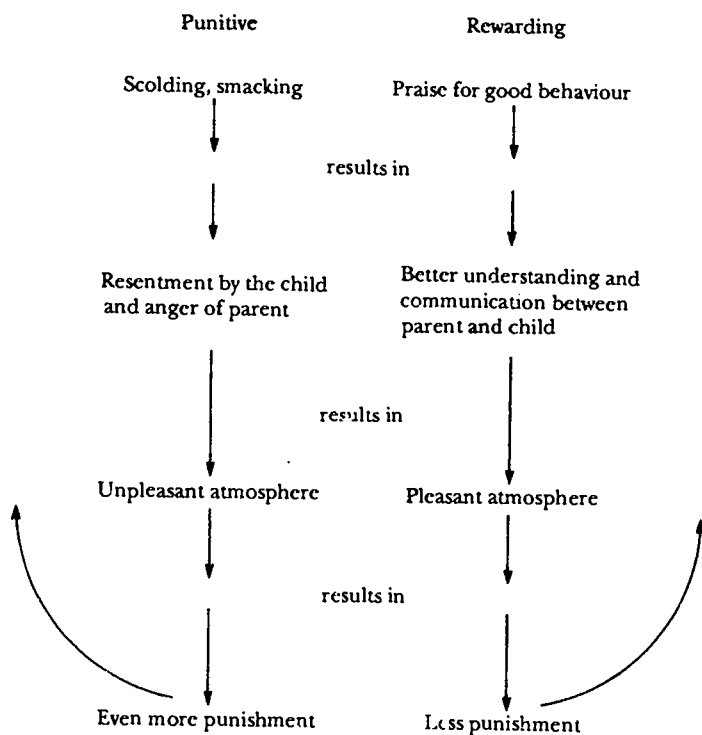 Punitive
Rewarding
Scolding, smacking
Praise for good behaviour
results in
Resentment by the child
and anger of parent
Better understanding and
communication between
parent and child
results in
Unpleasant atmosphere
Pleasant atmosphere
results in
Even more punishment
Less punishment